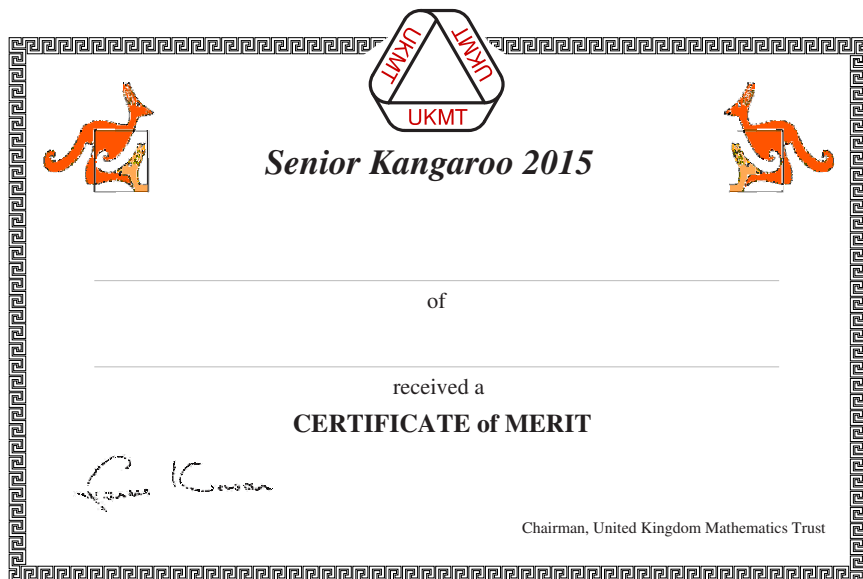 UKMT
UKMT
UKMT
Senior Kangaroo 2015
of
received a
CERTIFICATE of MERIT
Chairman, United Kingdom Mathematics Trust